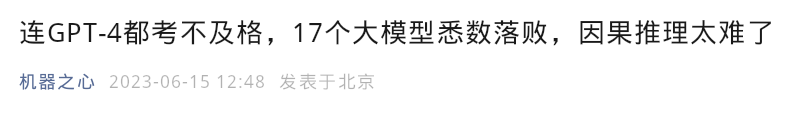 连GPT-4都考不及格，17个大模型悉数落败，因果推理太难了
机器之心 2023-06-15 12:48 发表于北京